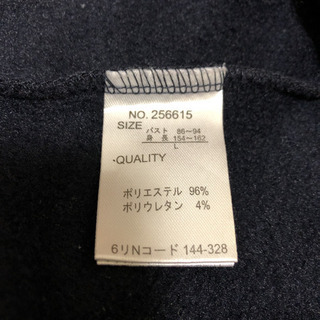 NO. 256615
SIZE
バスト 86〜94
身 長 154〜162
L
・QUALITY
ポリエステル 96%
ポリウレタン 4%
6リNコード 144-328